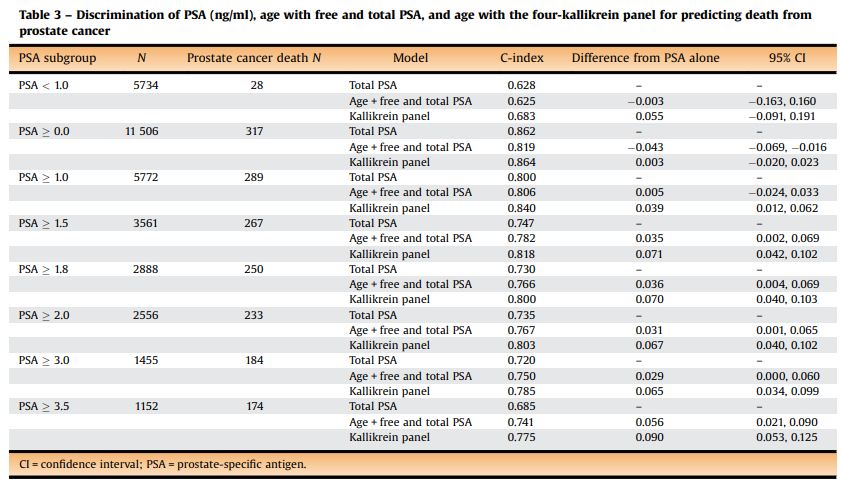 Table 3 – Discrimination of PSA (ng/ml), age with free and total PSA, and age with the four-kallikrein panel for predicting death from
prostate cancer
PSA subgroup N Prostate cancer death N Model C-index Difference from PSA alone 95% CI
PSA < 1.0 5734 28 Total PSA 0.628 – –
Age + free and total PSA 0.625 −0.003 −0.163, 0.160
Kallikrein panel 0.683 0.055 −0.091, 0.191
PSA ≥ 0.0 11 506 317 Total PSA 0.862 – –
Age + free and total PSA 0.819 −0.043 −0.069, −0.016
Kallikrein panel 0.864 0.003 −0.020, 0.023
PSA ≥ 1.0 5772 289 Total PSA 0.800 – –
Age + free and total PSA 0.806 0.005 −0.024, 0.033
Kallikrein panel 0.840 0.039 0.012, 0.062
PSA ≥ 1.5 3561 267 Total PSA 0.747 – –
Age + free and total PSA 0.782 0.035 0.002, 0.069
Kallikrein panel 0.818 0.071 0.042, 0.102
PSA ≥ 1.8 2888 250 Total PSA 0.730 – –
Age + free and total PSA 0.766 0.036 0.004, 0.069
Kallikrein panel 0.800 0.070 0.040, 0.103
PSA ≥ 2.0 2556 233 Total PSA 0.735 – –
Age + free and total PSA 0.767 0.031 0.001, 0.065
Kallikrein panel 0.803 0.067 0.040, 0.102
PSA ≥ 3.0 1455 184 Total PSA 0.720 – –
Age + free and total PSA 0.750 0.029 0.000, 0.060
Kallikrein panel 0.785 0.065 0.034, 0.099
PSA ≥ 3.5 1152 174 Total PSA 0.685 – –
Age + free and total PSA 0.741 0.056 0.021, 0.090
Kallikrein panel 0.775 0.090 0.053, 0.125
CI = confidence interval; PSA = prostate-specific antigen.